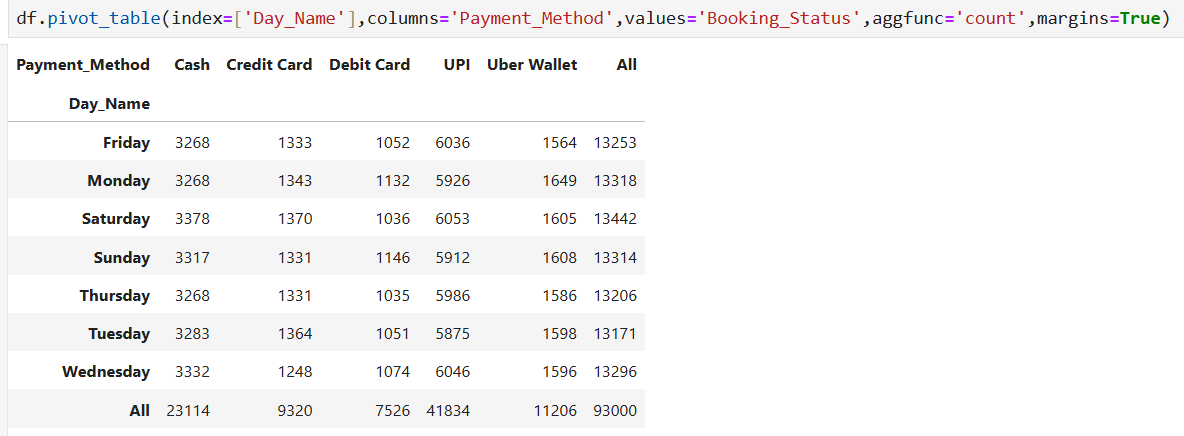 df.pivot_table(index=['Day_Name'],columns='Payment_Method',values='Booking_Status',aggfunc='count',margins=True)
Payment_Method Cash Credit Card Debit Card UPI Uber Wallet All
Day_Name
Friday 3268 1333 1052 6036 1564 13253
Monday 3268 1343 1132 5926 1649 13318
Saturday 3378 1370 1036 6053 1605 13442
Sunday 3317 1331 1146 5912 1608 13314
Thursday 3268 1331 1035 5986 1586 13206
Tuesday 3283 1364 1051 5875 1598 13171
Wednesday 3332 1248 1074 6046 1596 13296
All 23114 9320 7526 41834 11206 93000